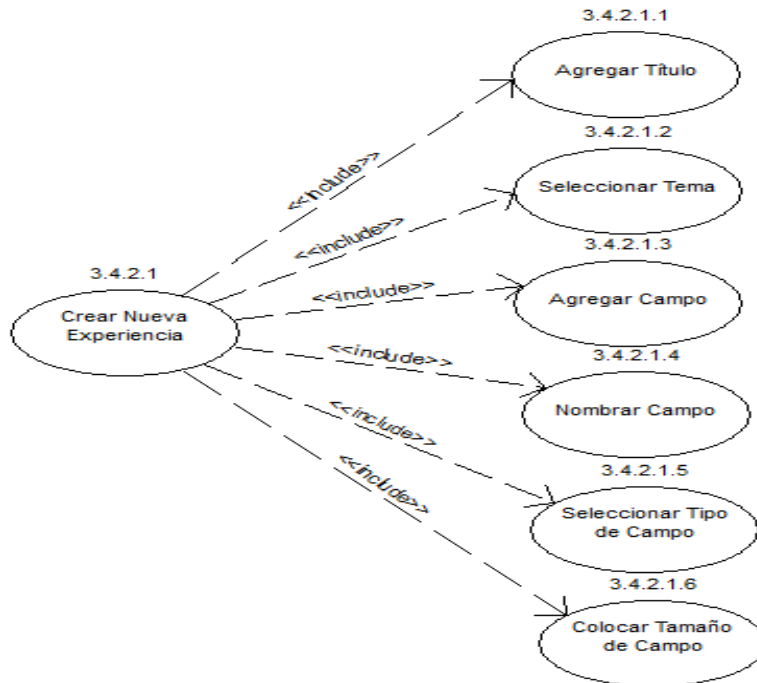 3.4.2.1.1
Agregar Título
<<include>>
3.4.2.1.2
Seleccionar Tema
<<include>>
3.4.2.1.3
Agregar Campo
<<include>>
3.4.2.1
Crear Nueva
Experiencia
3.4.2.1.4
Nombrar Campo
<<include>>
3.4.2.1.5
Seleccionar Tipo
de Campo
<<include>>
3.4.2.1.6
Colocar Tamaño
de Campo
<<include>>